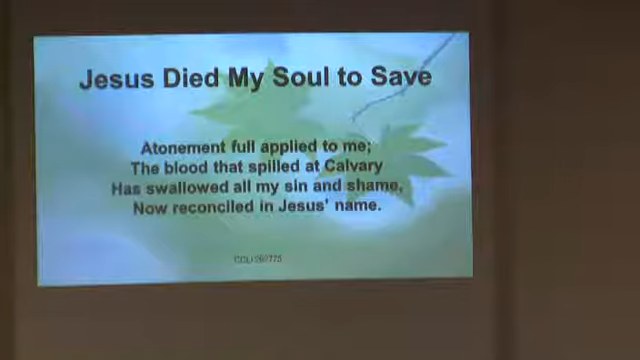 Jesus Died My Soul to Save
Atonement full applied to me;
The blood that spilled at Calvary
Has swallowed all my sin and shame,
Now reconciled in Jesus' name.